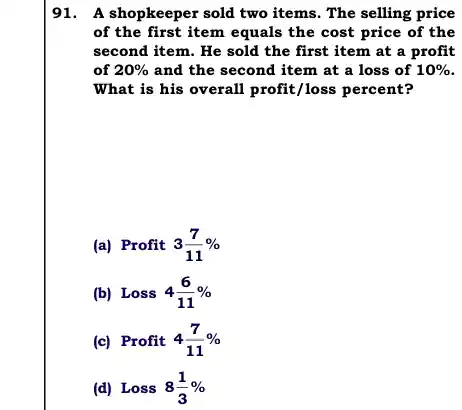 91. A shopkeeper sold two items. The selling price
of the first item equals the cost price of the
second item. He sold the first item at a profit
of 20% and the second item at a loss of 10%.
What is his overall profit/loss percent?
(a) Profit 3 7/11 %
(b) Loss 4 6/11 %
(c) Profit 4 7/11 %
(d) Loss 8 1/3 %